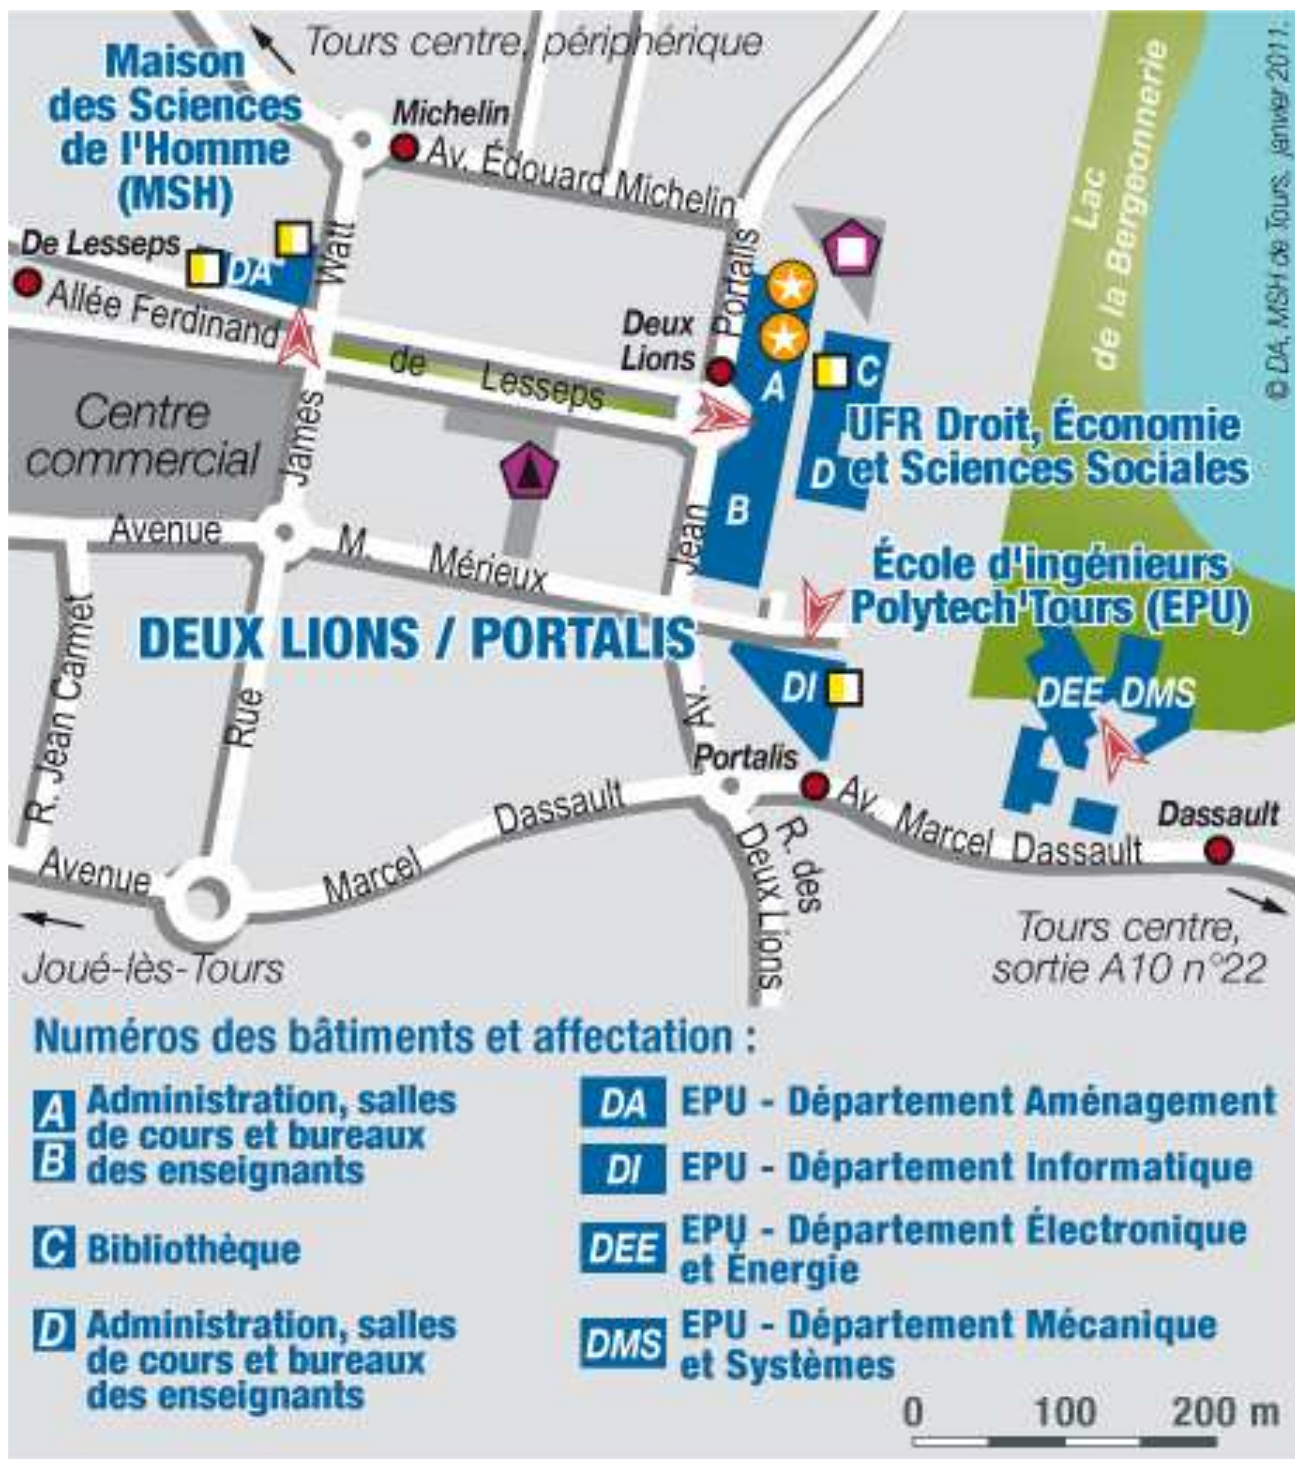 Tours centre, périphérique
Maison
des Sciences
de l'Homme
(MSH)
Michelin
Av. Édouard Michelin
De Lesseps
DA
Watt
Portalis
Lac
de la Bergeonnerie
© DA, MSH de Tours, janvier 2011.
Allée Ferdinand
de Lesseps
Deux
Lions
A
C
Centre
commercial
James
UFR Droit, Économie
et Sciences Sociales
D
B
Jean
Avenue
M. Mérieux
École d'ingénieurs
Polytech'Tours (EPU)
DEUX LIONS / PORTALIS
R. Jean Carmet
Rue
Av.
DI
DEE
DMS
Portalis
Dassault
Av. Marcel Dassault
Dassault
Avenue
Marcel
R. des
Deux Lions
Joué-lès-Tours
Tours centre,
sortie A10 n°22
Numéros des bâtiments et affectation :
A
B
Administration, salles
de cours et bureaux
des enseignants
C Bibliothèque
D Administration, salles
de cours et bureaux
des enseignants
DA EPU - Département Aménagement
DI EPU - Département Informatique
DEE EPU - Département Électronique
et Énergie
DMS EPU - Département Mécanique
et Systèmes
0 100 200 m